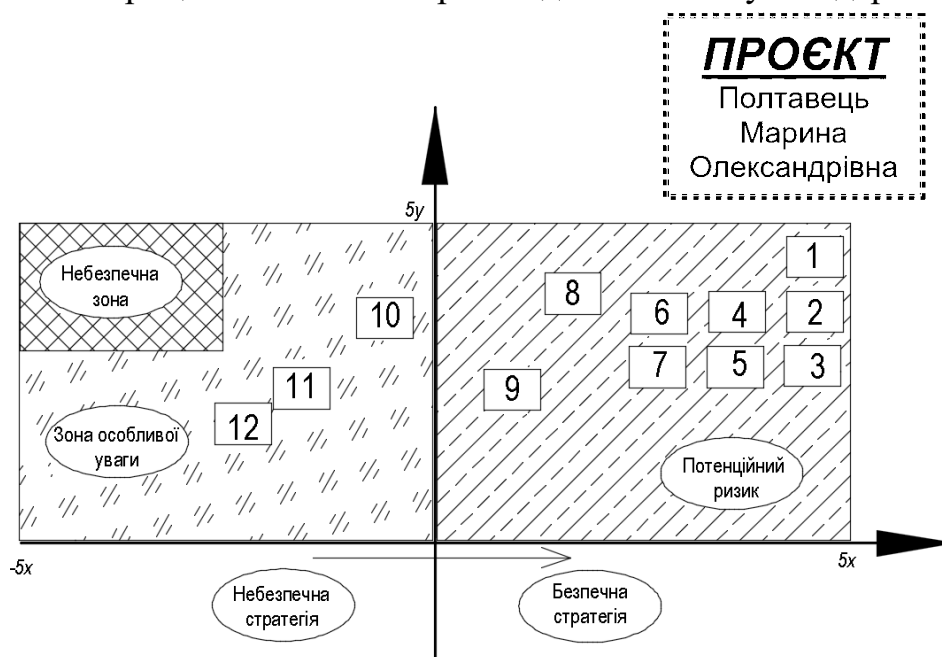 ПРОЄКТ
Полтавець
Марина
Олександрівна
5y
Небезпечна
зона
1
10
8
6
4
2
11
9
7
5
3
12
Зона особливої
уваги
Потенційний
ризик
-5x
5x
Небезпечна
стратегія
Безпечна
стратегія